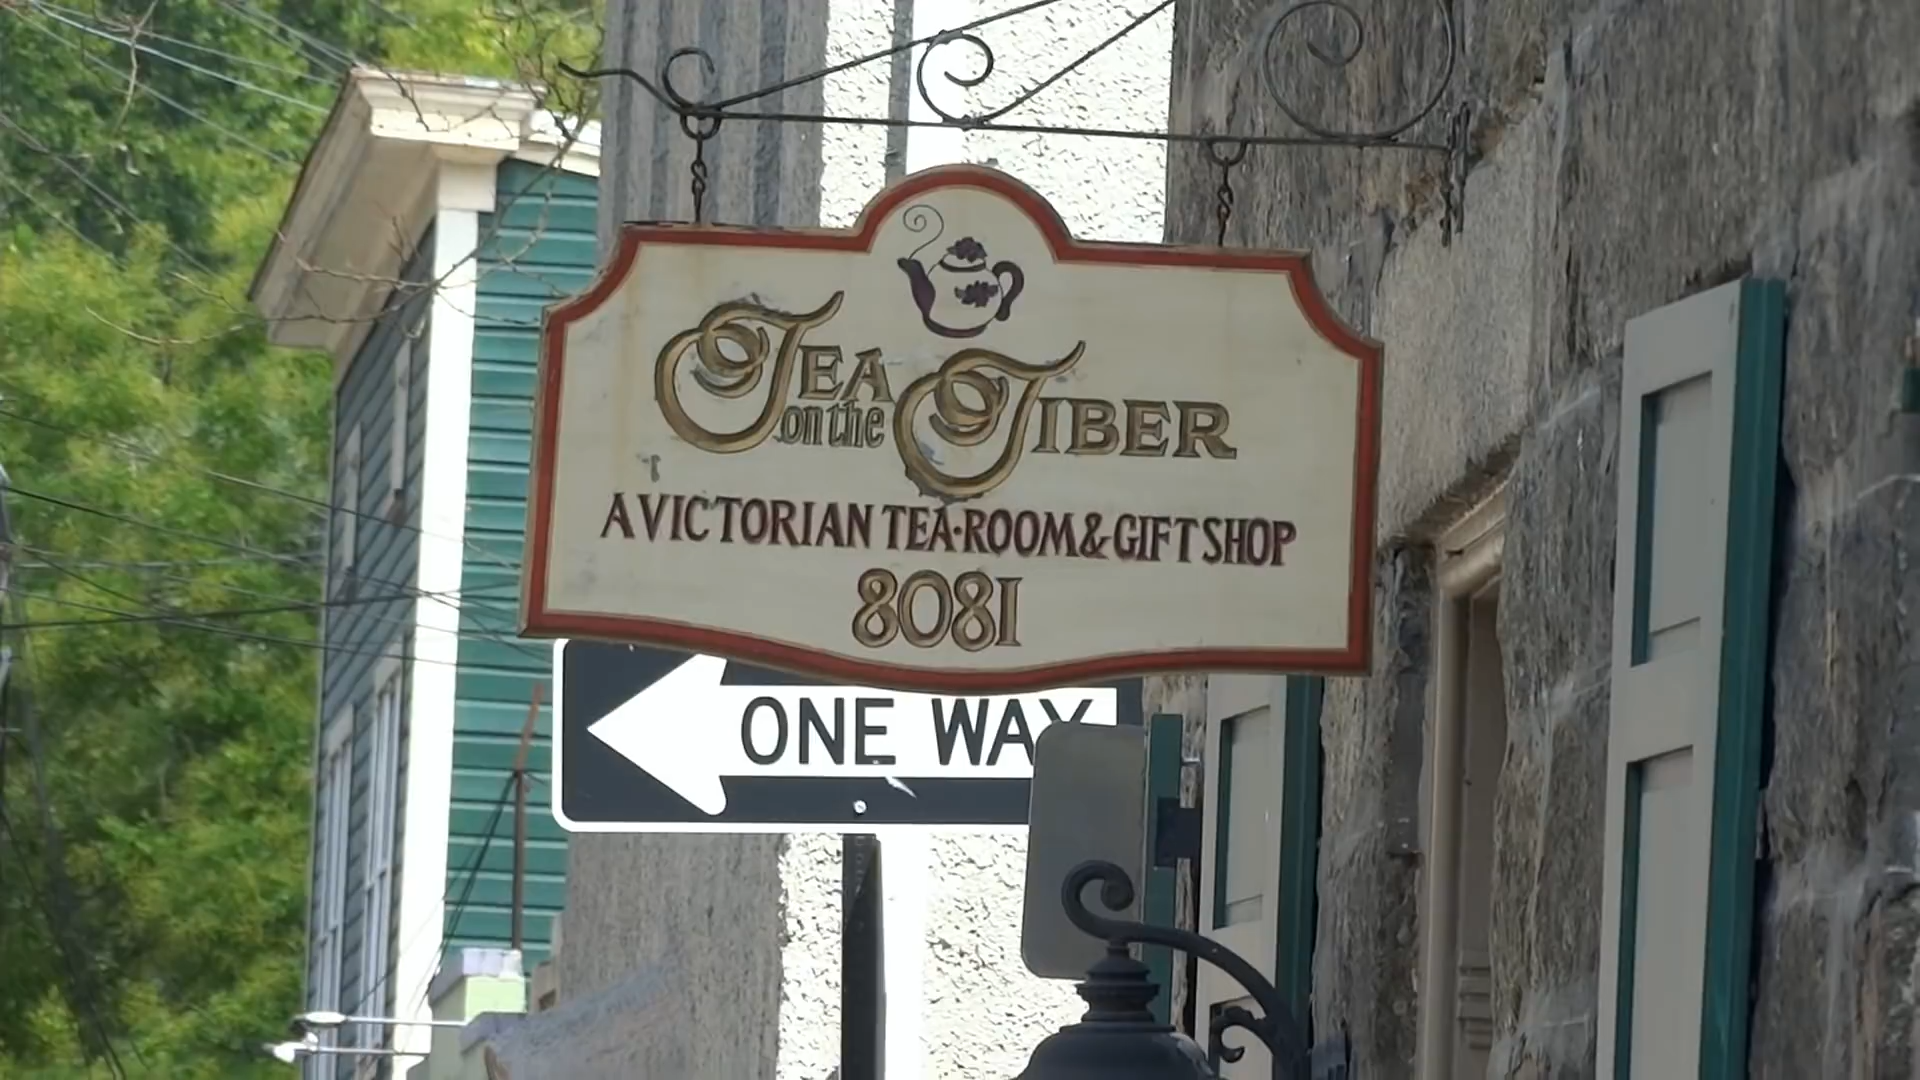 TEA on the TIBER
A VICTORIAN TEA·ROOM & GIFT SHOP
8081
ONE WAY